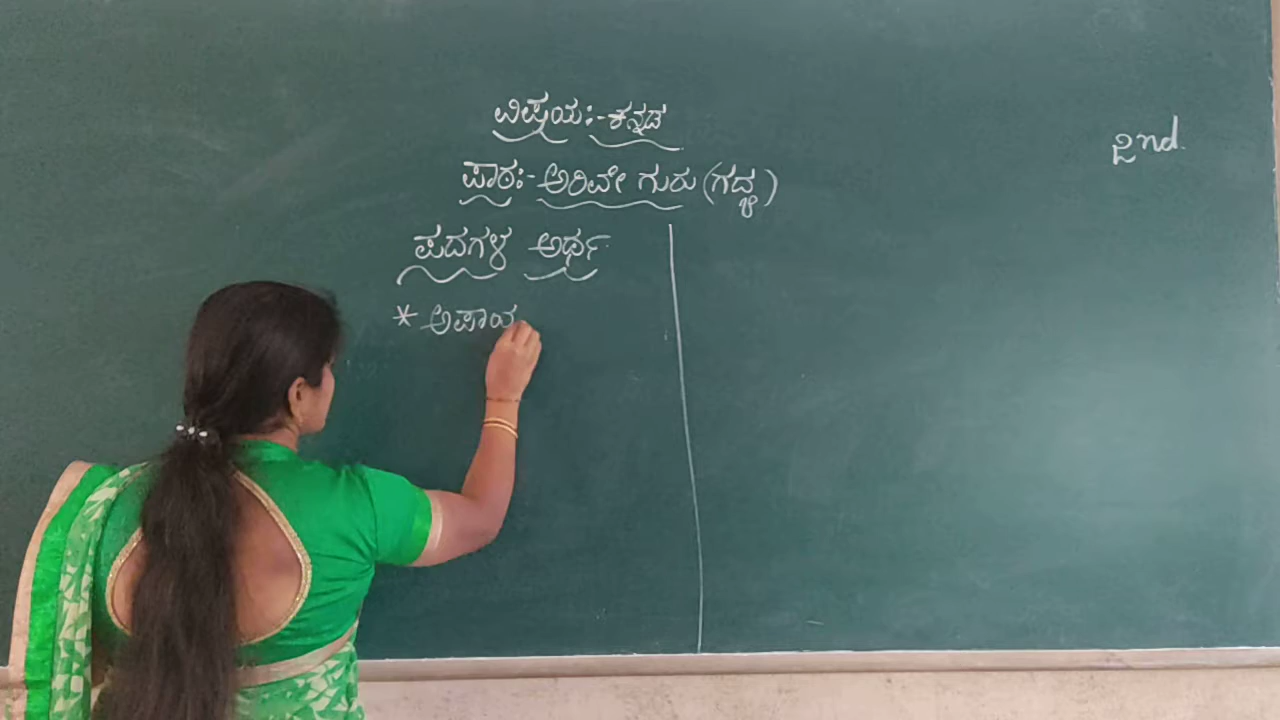 ವಿಷಯ:-ಕನ್ನಡ
2nd.
ಪಾಠ:-ಅರಿವೇ ಗುರು (ಗದ್ಯ)
ಪದಗಳ ಅರ್ಥ
* ಅಪಾಯ